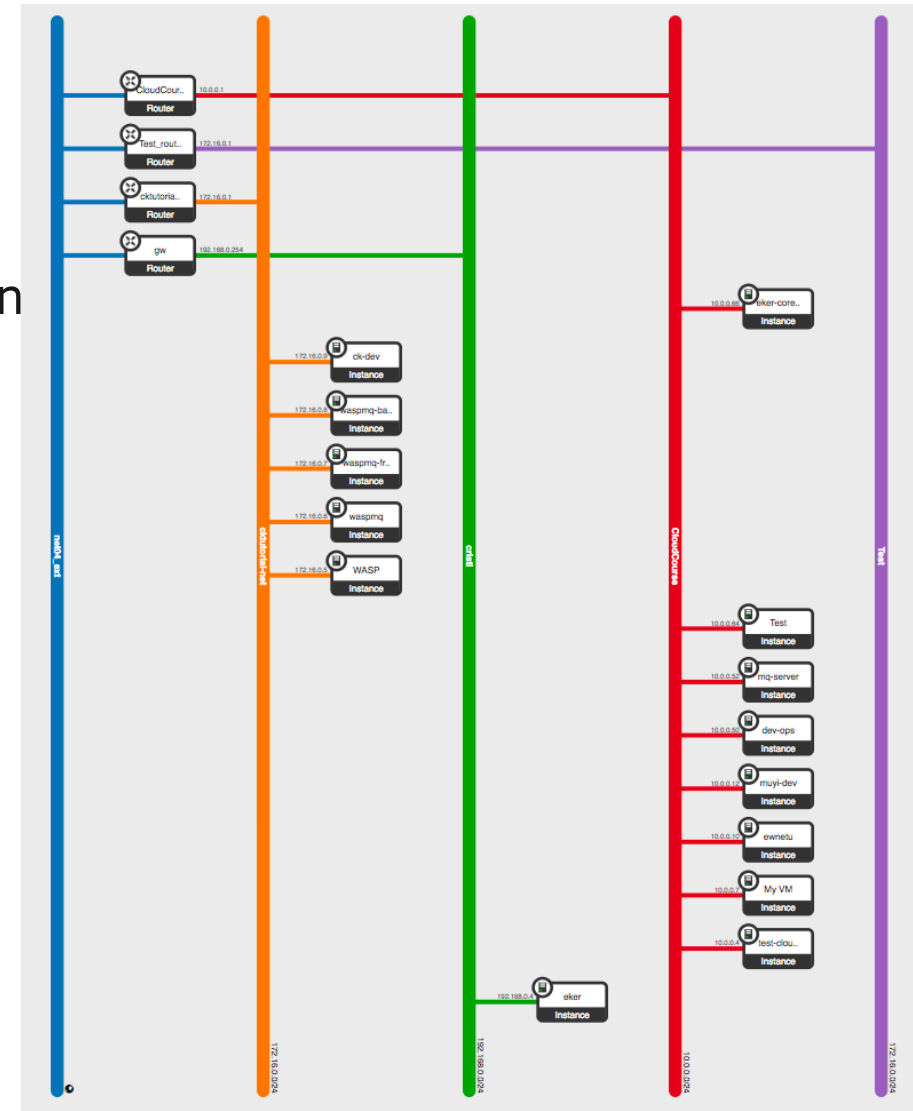 CloudCour..
10.0.0.1
Router
Test_rout..
172.16.0.1
Router
cktutoria..
172.16.0.1
Router
gw
192.168.0.254
Router
n
10.0.0.66
eker-core..
Instance
172.16.0.9
ck-dev
Instance
172.16.0.8
waspmq-ba..
Instance
172.16.0.7
waspmq-fr..
Instance
172.16.0.6
waspmq
Instance
172.16.0.5
WASP
Instance
net04_ext
cktutorial-net
cristi
CloudCourse
Test
10.0.0.64
Test
Instance
10.0.0.52
mq-server
Instance
10.0.0.50
dev-ops
Instance
10.0.0.12
muyi-dev
Instance
10.0.0.10
ewnetu
Instance
10.0.0.7
My VM
Instance
10.0.0.4
test-clou..
Instance
192.168.0.4
eker
Instance
172.16.0.0/24
192.168.0.0/24
10.0.0.0/24
172.16.0.0/24